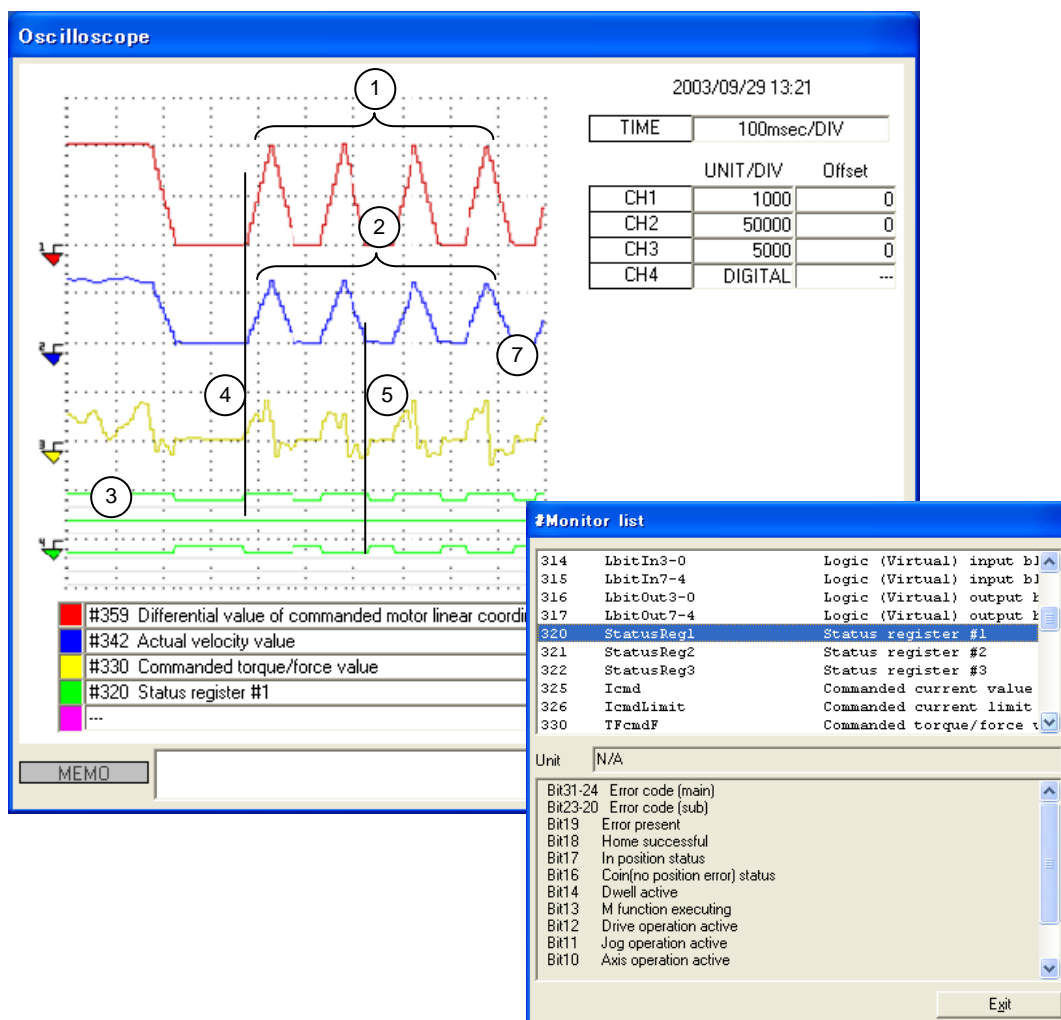 Oscilloscope
2003/09/29 13:21
TIME 100msec/DIV
UNIT/DIV Offset
CH1 1000 0
CH2 50000 0
CH3 5000 0
CH4 DIGITAL ---
1
2
3
4
5
7
1
2
3
4
#359 Differential value of commanded motor linear coordin
#342 Actual velocity value
#330 Commanded torque/force value
#320 Status register #1
---
MEMO
#Monitor list
314 LbitIn3-0 Logic (Virtual) input bl
315 LbitIn7-4 Logic (Virtual) input bl
316 LbitOut3-0 Logic (Virtual) output b
317 LbitOut7-4 Logic (Virtual) output b
320 StatusReg1 Status register #1
321 StatusReg2 Status register #2
322 StatusReg3 Status register #3
325 Icmd Commanded current value
326 IcmdLimit Commanded current limit
330 TFcmdF Commanded torque/force v
Unit N/A
Bit31-24 Error code (main)
Bit23-20 Error code (sub)
Bit19 Error present
Bit18 Home successful
Bit17 In position status
Bit16 Coin(no position error) status
Bit14 Dwell active
Bit13 M function executing
Bit12 Drive operation active
Bit11 Jog operation active
Bit10 Axis operation active
Exit